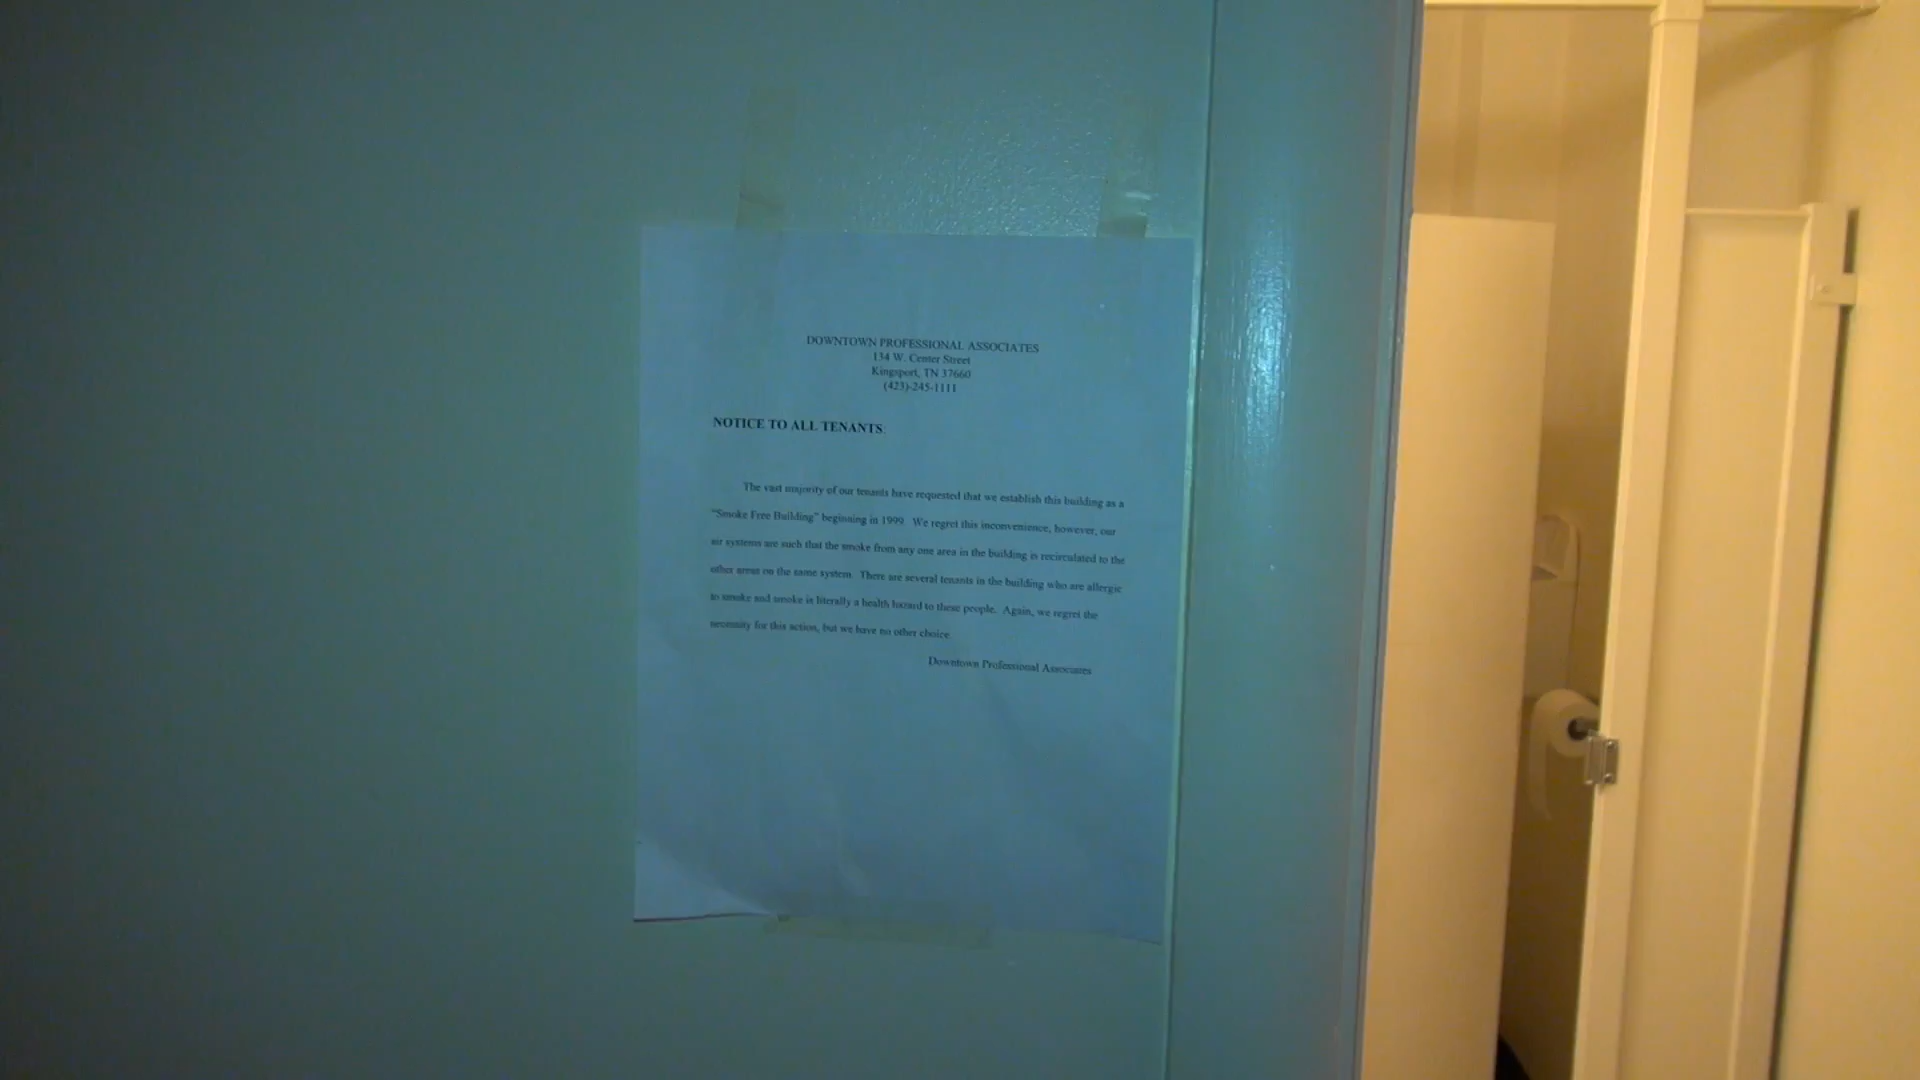 DOWNTOWN PROFESSIONAL ASSOCIATES
134 W. Center Street
Kingsport, TN 37660
(423)-245-1111
NOTICE TO ALL TENANTS:
The vast majority of our tenants have requested that we establish this building as a
"Smoke Free Building" beginning in 1999. We regret this inconvenience, however, our
air systems are such that the smoke from any one area in the building is recirculated to the
other areas on the same system. There are several tenants in the building who are allergic
to smoke and smoke is literally a health hazard to these people. Again, we regret the
necessity for this action, but we have no other choice.
Downtown Professional Associates